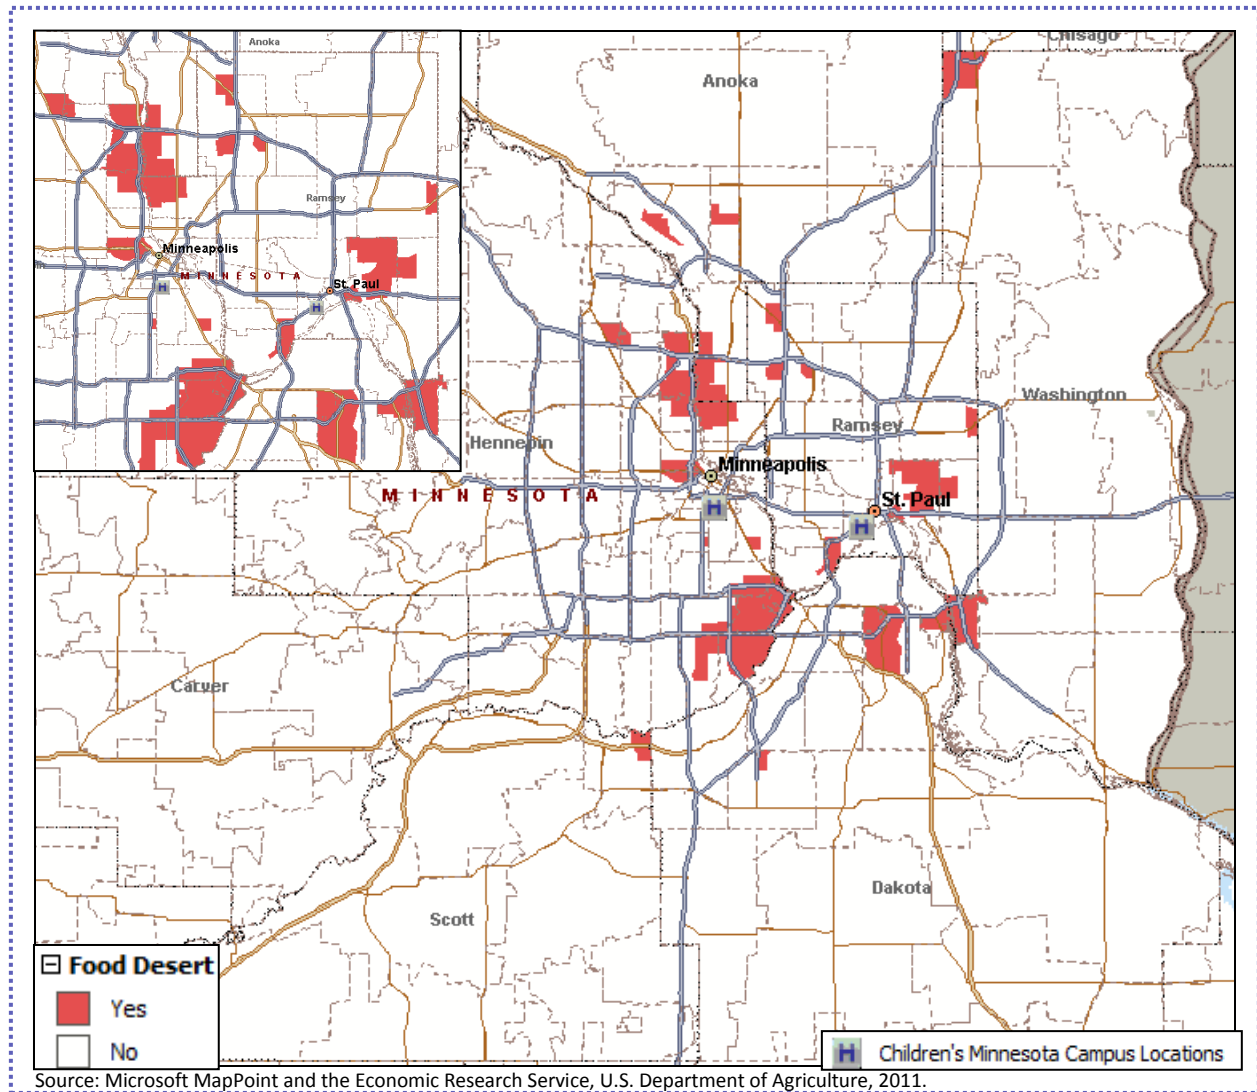 Anoka
Ramsey
Minneapolis
MINNESOTA
St. Paul
Chisago
Anoka
Washington
Ramsey
Hennepin
Minneapolis
MINNESOTA
St. Paul
Carver
Dakota
Scott
Food Desert
Yes
No
H Children's Minnesota Campus Locations
Source: Microsoft MapPoint and the Economic Research Service, U.S. Department of Agriculture, 2011.
H
H
H
H